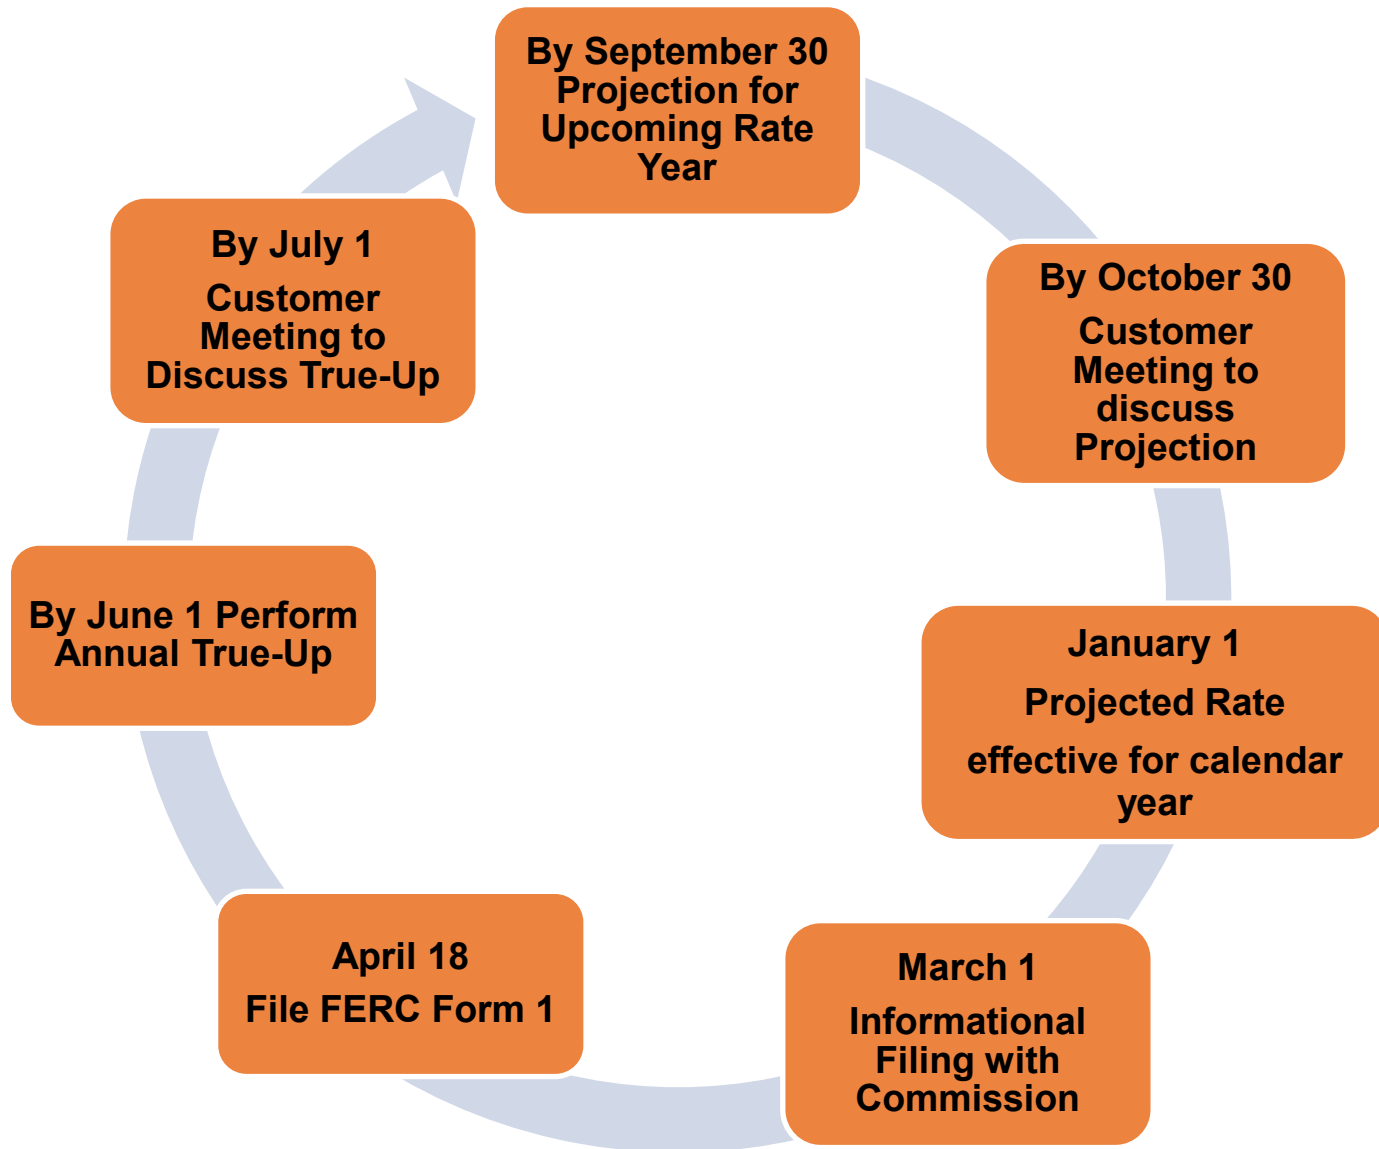 By September 30
Projection for
Upcoming Rate
Year
By October 30
Customer
Meeting to
discuss
Projection
January 1
Projected Rate
effective for calendar
year
March 1
Informational
Filing with
Commission
April 18
File FERC Form 1
By June 1 Perform
Annual True-Up
By July 1
Customer
Meeting to
Discuss True-Up